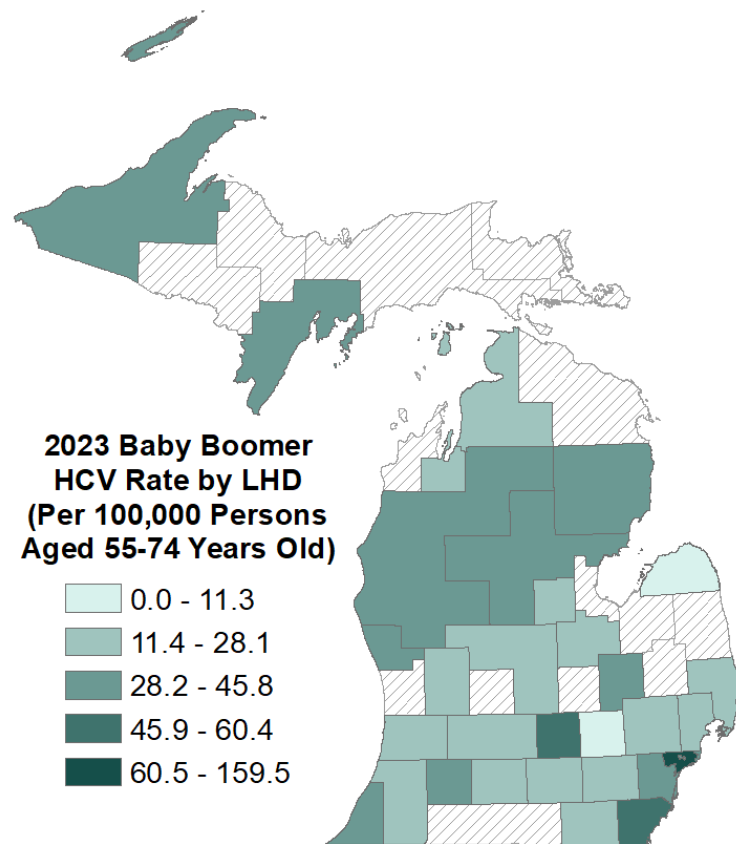 2023 Baby Boomer
HCV Rate by LHD
(Per 100,000 Persons
Aged 55-74 Years Old)
0.0 - 11.3
11.4 - 28.1
28.2 - 45.8
45.9 - 60.4
60.5 - 159.5